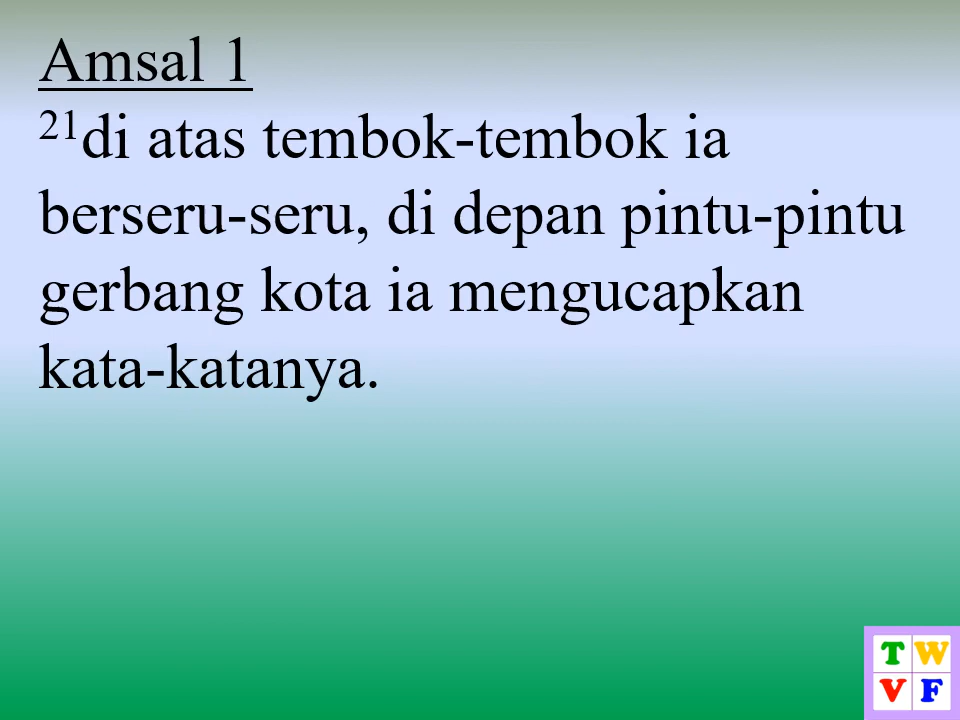 Amsal 1
21di atas tembok-tembok ia
berseru-seru, di depan pintu-pintu
gerbang kota ia mengucapkan
kata-katanya.
T W
V F